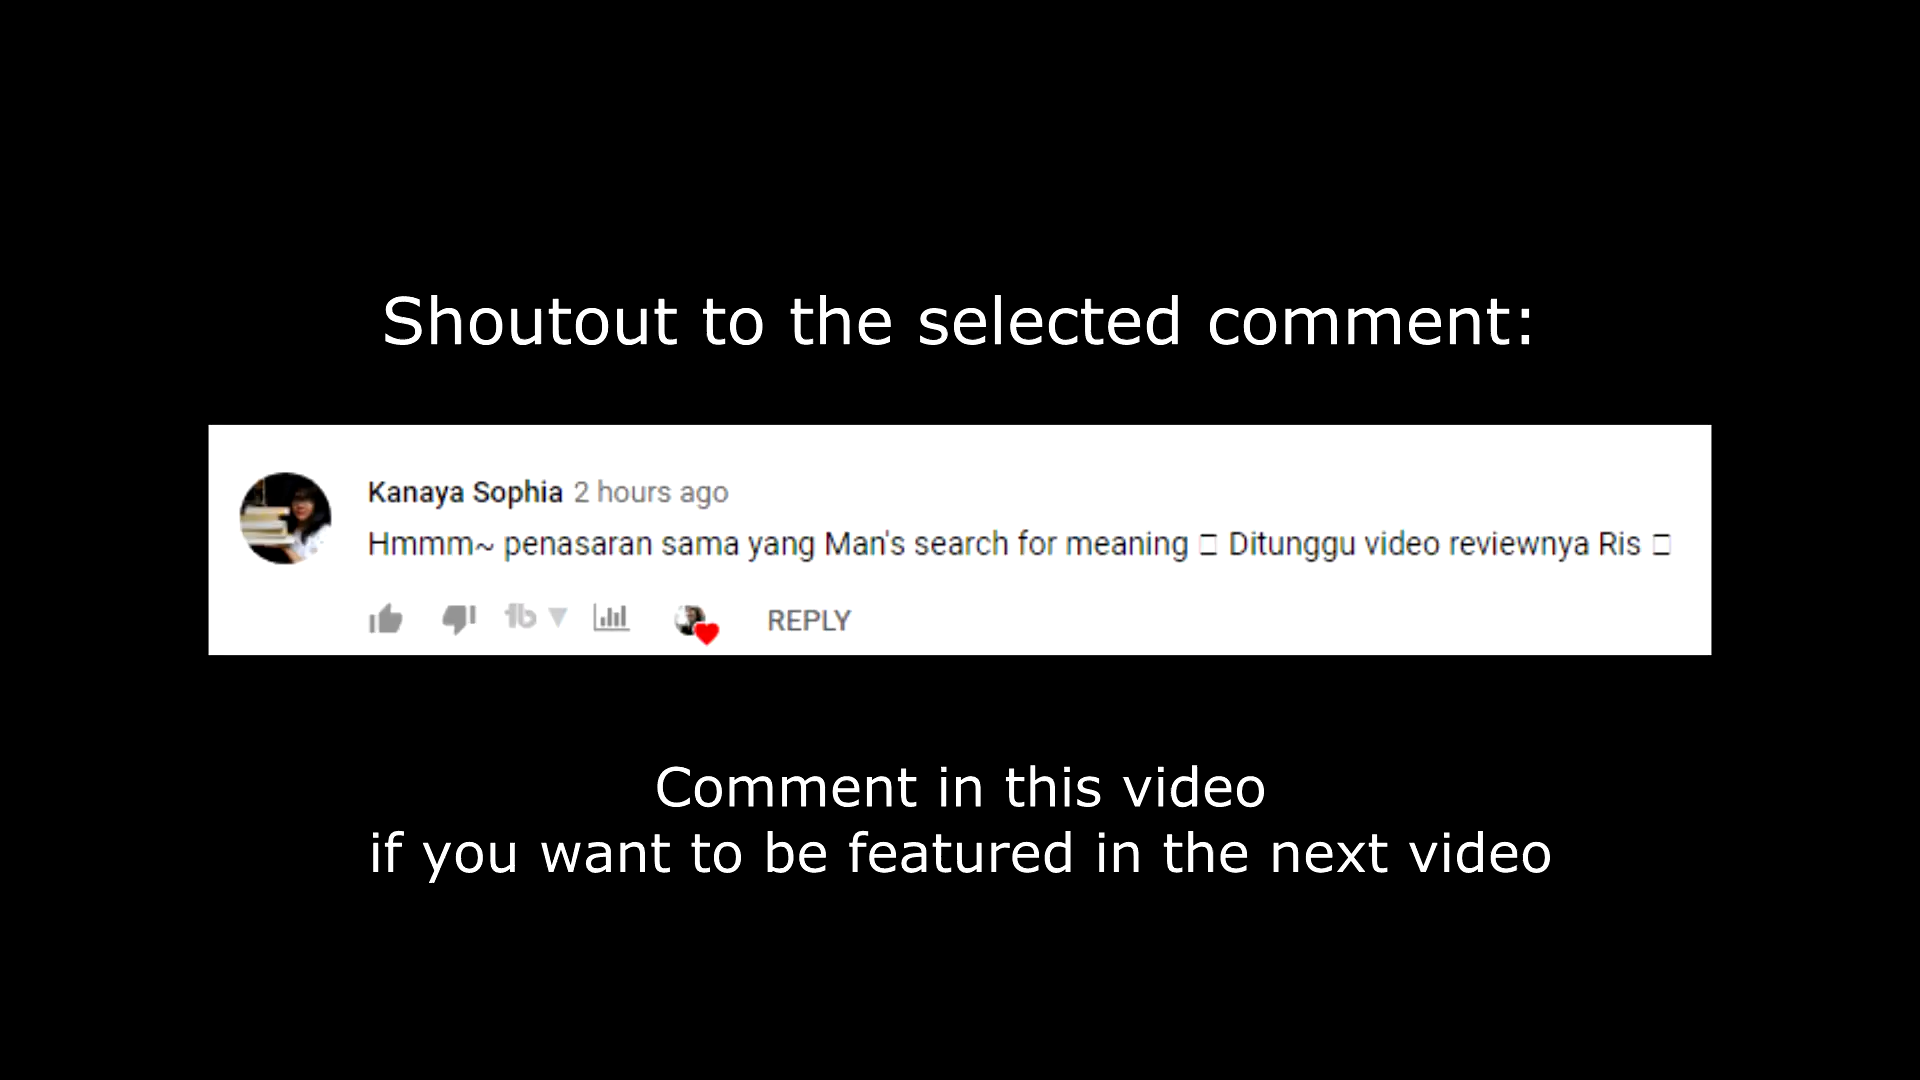 Shoutout to the selected comment:
Kanaya Sophia 2 hours ago
Hmmm~ penasaran sama yang Man's search for meaning □ Ditunggu video reviewnya Ris □
REPLY
Comment in this video
if you want to be featured in the next video